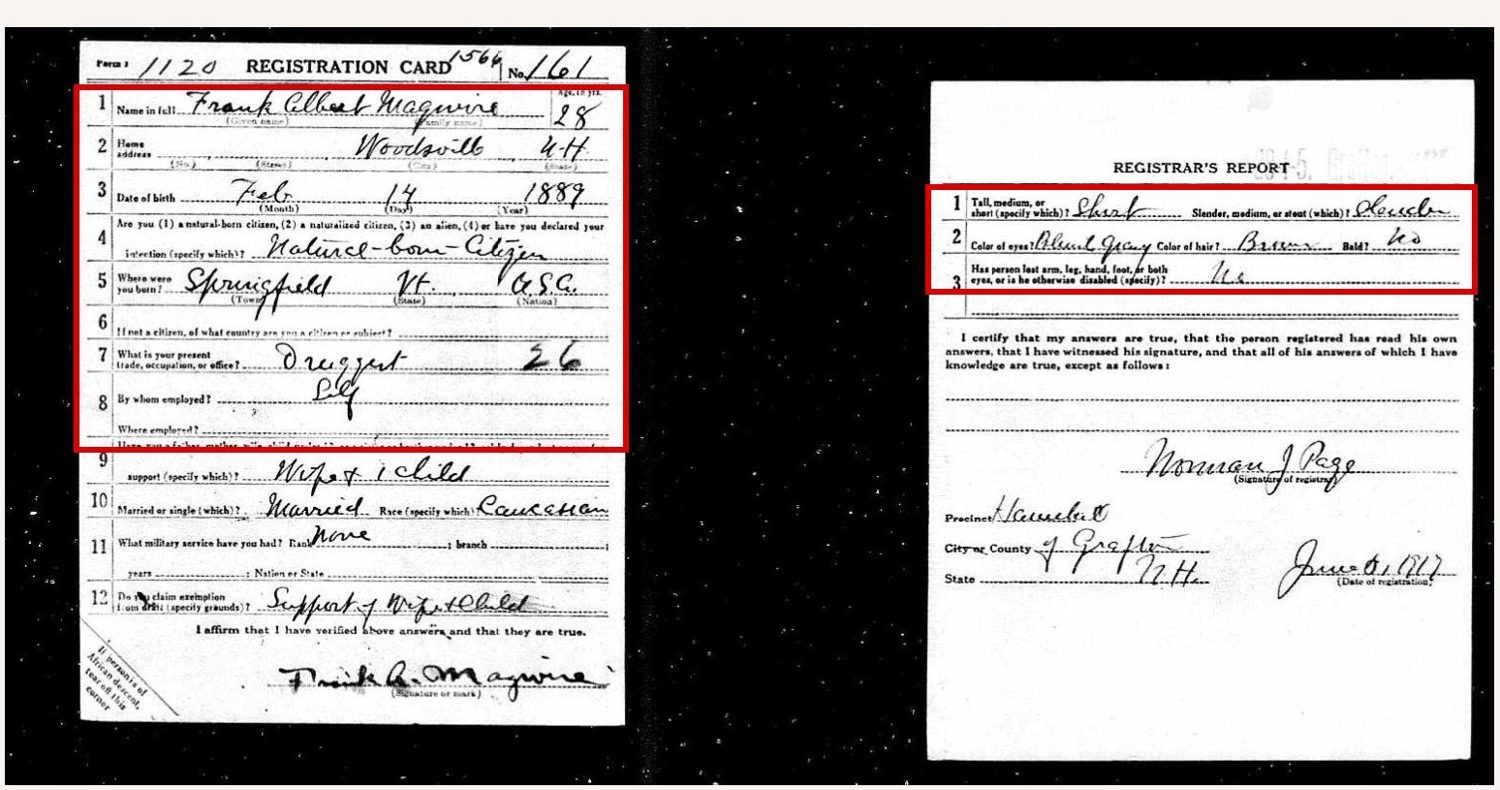 Form 1 1120 REGISTRATION CARD 1566 No. 161
1 Name in full Frank Albert Magwire Age, in yrs. 28
(Given name) (Family name)
2 Home address Woodsville N.H.
(No.) (Street) (City) (State)
3 Date of birth Feb. 14 1889
(Month) (Day) (Year)
Are you (1) a natural-born citizen, (2) a naturalized citizen, (3) an alien, (4) or have you declared your
4 intention (specify which)? Natural-born-Citizen
5 Where were you born? Springfield Vt. U.S.A.
(Town) (State) (Nation)
6 If not a citizen, of what country are you a citizen or subject?
7 What is your present trade, occupation, or office? Druggist 26
8 By whom employed? Self
Where employed?
9 support (specify which)? Wife + 1 Child
10 Married or single (which)? Married Race (specify which)? Caucasian
11 What military service have you had? Rank None ; branch ;
years ; Nation or State
12 Do you claim exemption from draft (specify grounds)? Support of Wife + Child
I affirm that I have verified above answers and that they are true.
Frank A. Magwire
(Signature or mark)
If person is of
African descent,
tear off this
corner
REGISTRAR'S REPORT
1 Tall, medium, or short (specify which)? Short Slender, medium, or stout (which)? Slender
2 Color of eyes? Gray Color of hair? Brown Bald? No
3 Has person lost arm, leg, hand, foot, or both eyes, or is he otherwise disabled (specify)? No
I certify that my answers are true, that the person registered has read his own
answers, that I have witnessed his signature, and that all of his answers of which I have
knowledge are true, except as follows:
Norman J Page
(Signature of registrar)
Precinct
City or County of Grafton
State N.H.
June 5, 1917
(Date of registration)